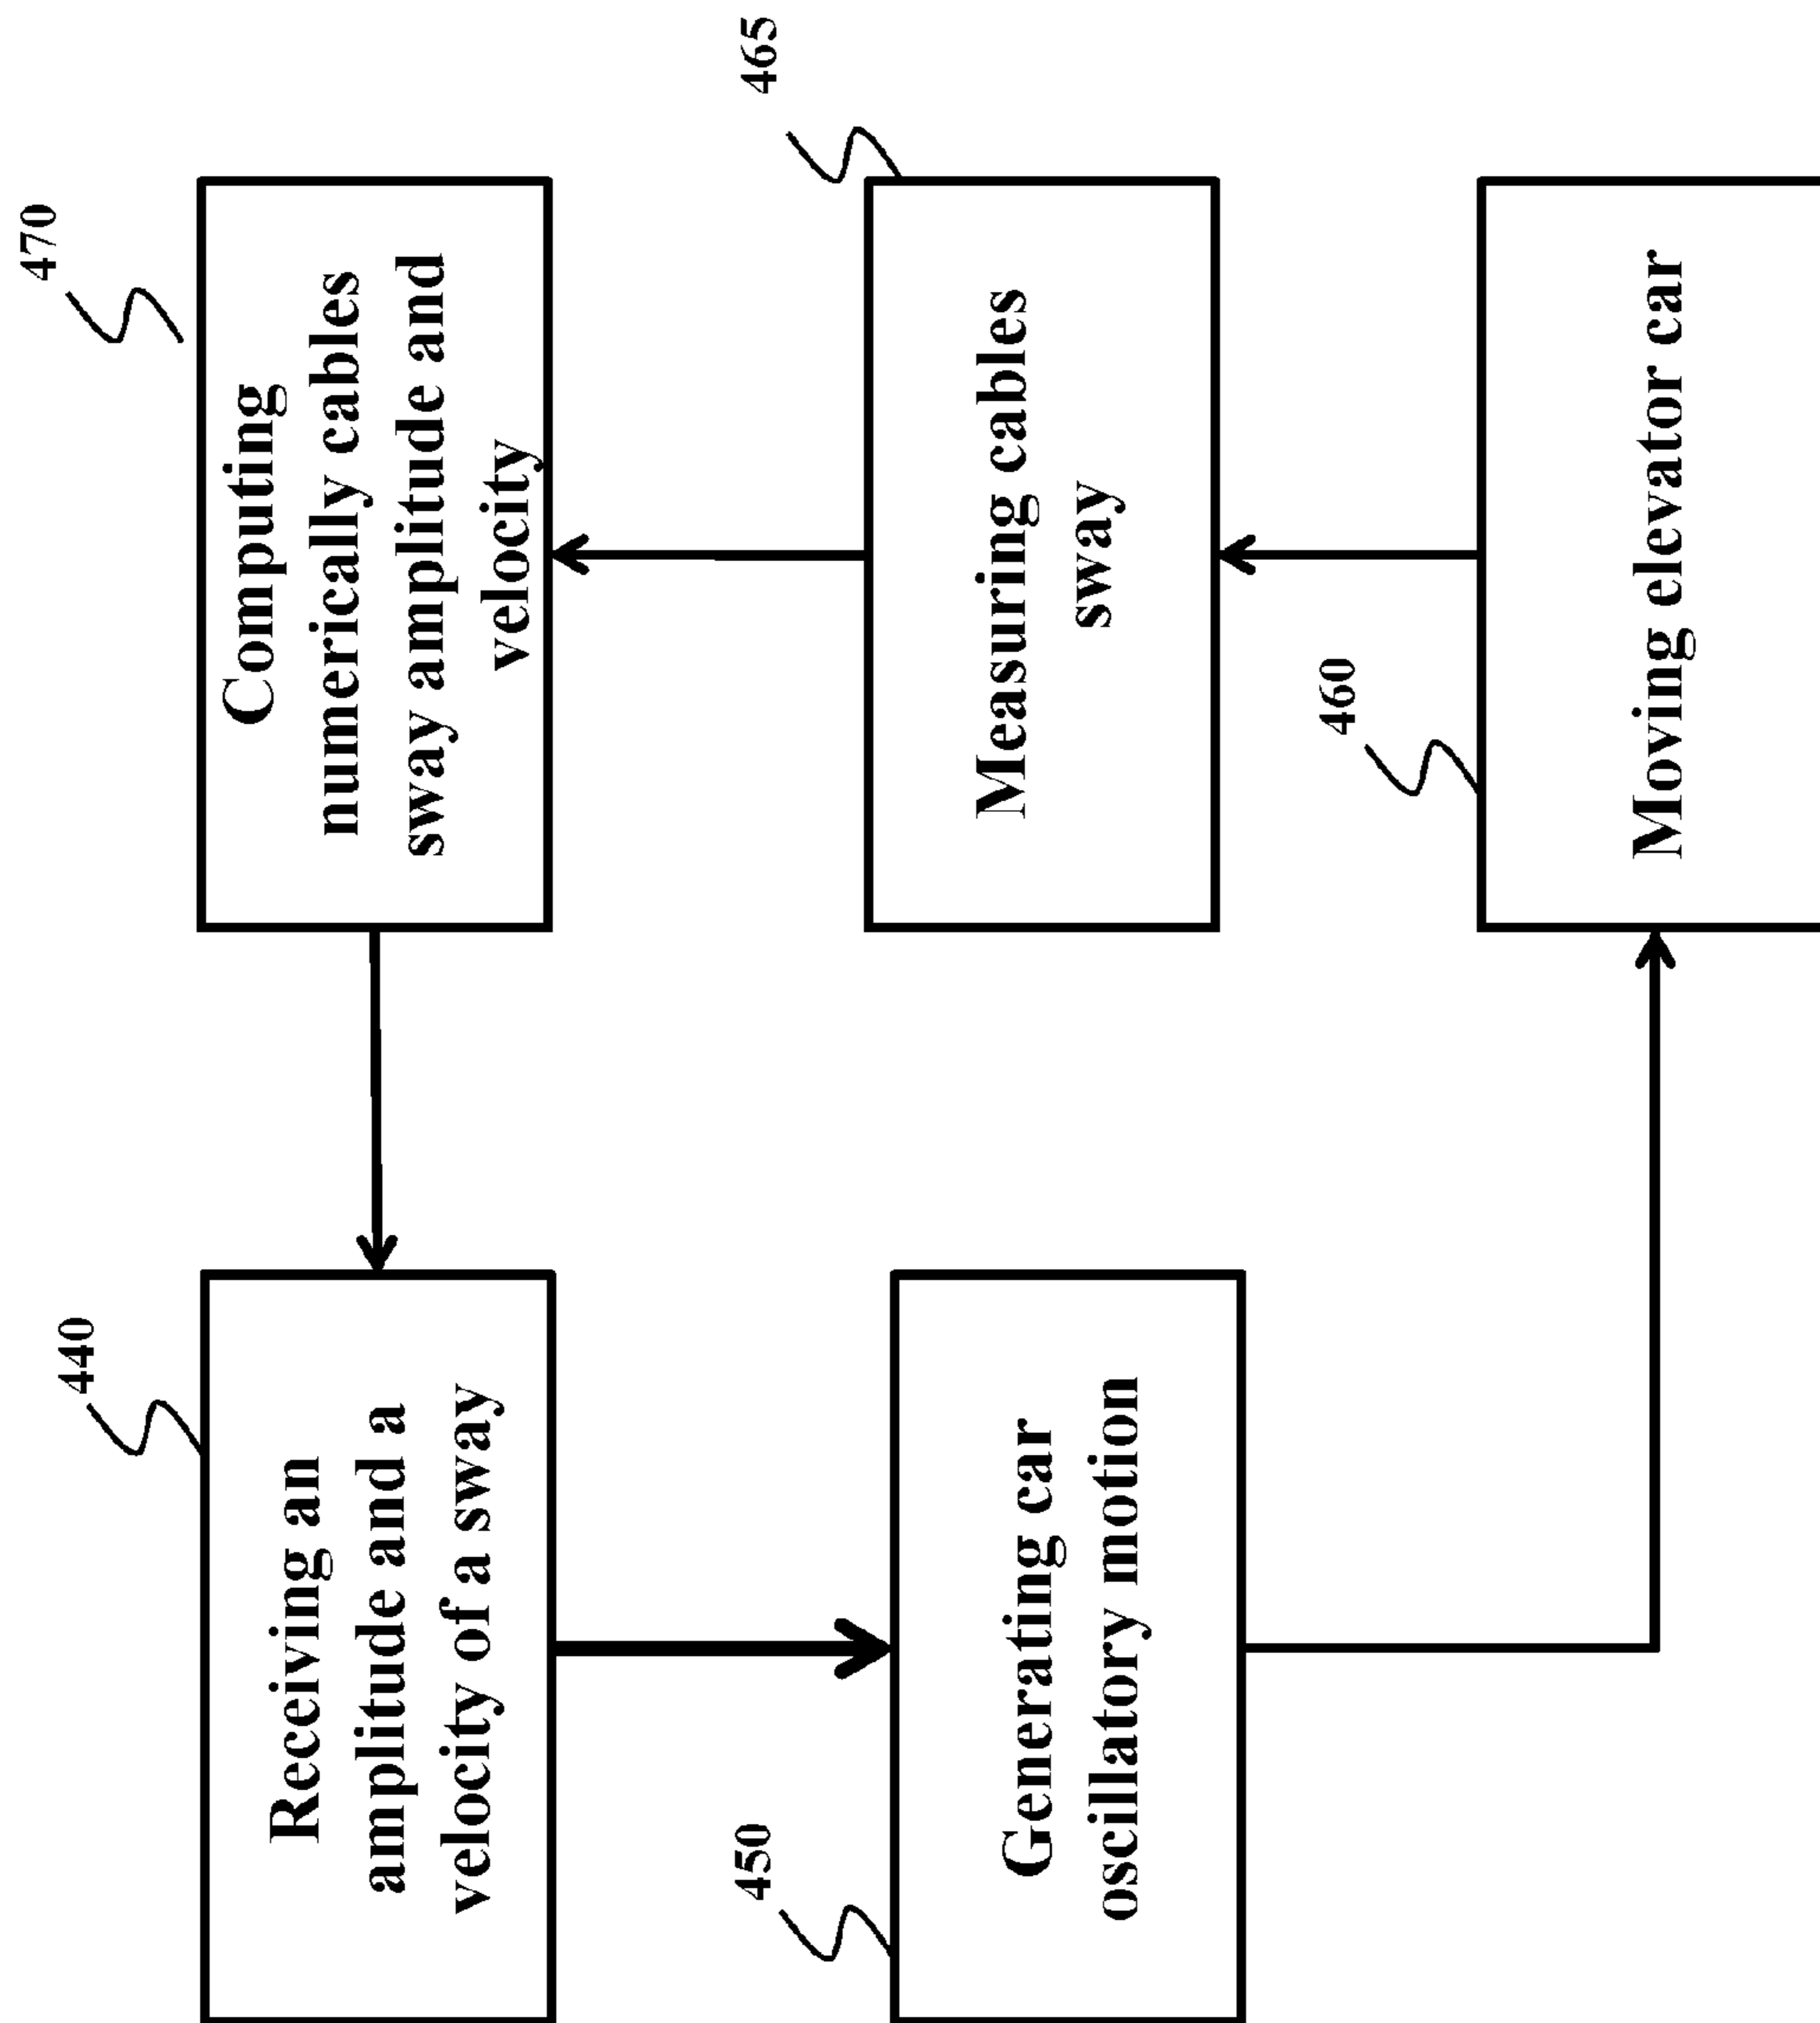 440
Receiving an
amplitude and a
velocity of a sway
450
Generating car
oscillatory motion
460
Moving elevator car
465
Measuring cables
sway
470
Computing
numerically cables
sway amplitude and
velocity